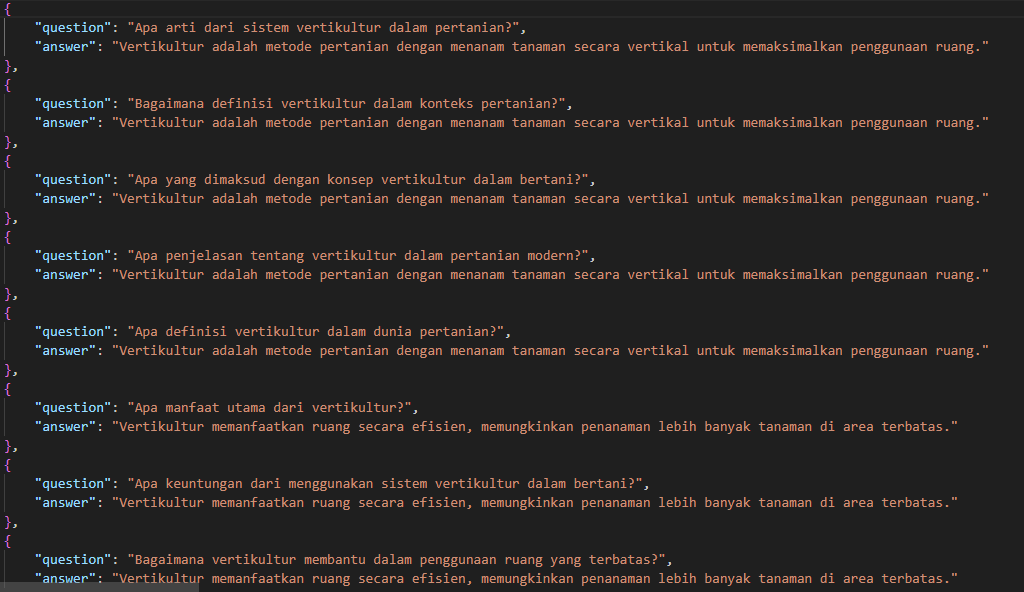 {
"question": "Apa arti dari sistem vertikultur dalam pertanian?",
"answer": "Vertikultur adalah metode pertanian dengan menanam tanaman secara vertikal untuk memaksimalkan penggunaan ruang."
},
{
"question": "Bagaimana definisi vertikultur dalam konteks pertanian?",
"answer": "Vertikultur adalah metode pertanian dengan menanam tanaman secara vertikal untuk memaksimalkan penggunaan ruang."
},
{
"question": "Apa yang dimaksud dengan konsep vertikultur dalam bertani?",
"answer": "Vertikultur adalah metode pertanian dengan menanam tanaman secara vertikal untuk memaksimalkan penggunaan ruang."
},
{
"question": "Apa penjelasan tentang vertikultur dalam pertanian modern?",
"answer": "Vertikultur adalah metode pertanian dengan menanam tanaman secara vertikal untuk memaksimalkan penggunaan ruang."
},
{
"question": "Apa definisi vertikultur dalam dunia pertanian?",
"answer": "Vertikultur adalah metode pertanian dengan menanam tanaman secara vertikal untuk memaksimalkan penggunaan ruang."
},
{
"question": "Apa manfaat utama dari vertikultur?",
"answer": "Vertikultur memanfaatkan ruang secara efisien, memungkinkan penanaman lebih banyak tanaman di area terbatas."
},
{
"question": "Apa keuntungan dari menggunakan sistem vertikultur dalam bertani?",
"answer": "Vertikultur memanfaatkan ruang secara efisien, memungkinkan penanaman lebih banyak tanaman di area terbatas."
},
{
"question": "Bagaimana vertikultur membantu dalam penggunaan ruang yang terbatas?",
"answer": "Vertikultur memanfaatkan ruang secara efisien, memungkinkan penanaman lebih banyak tanaman di area terbatas."